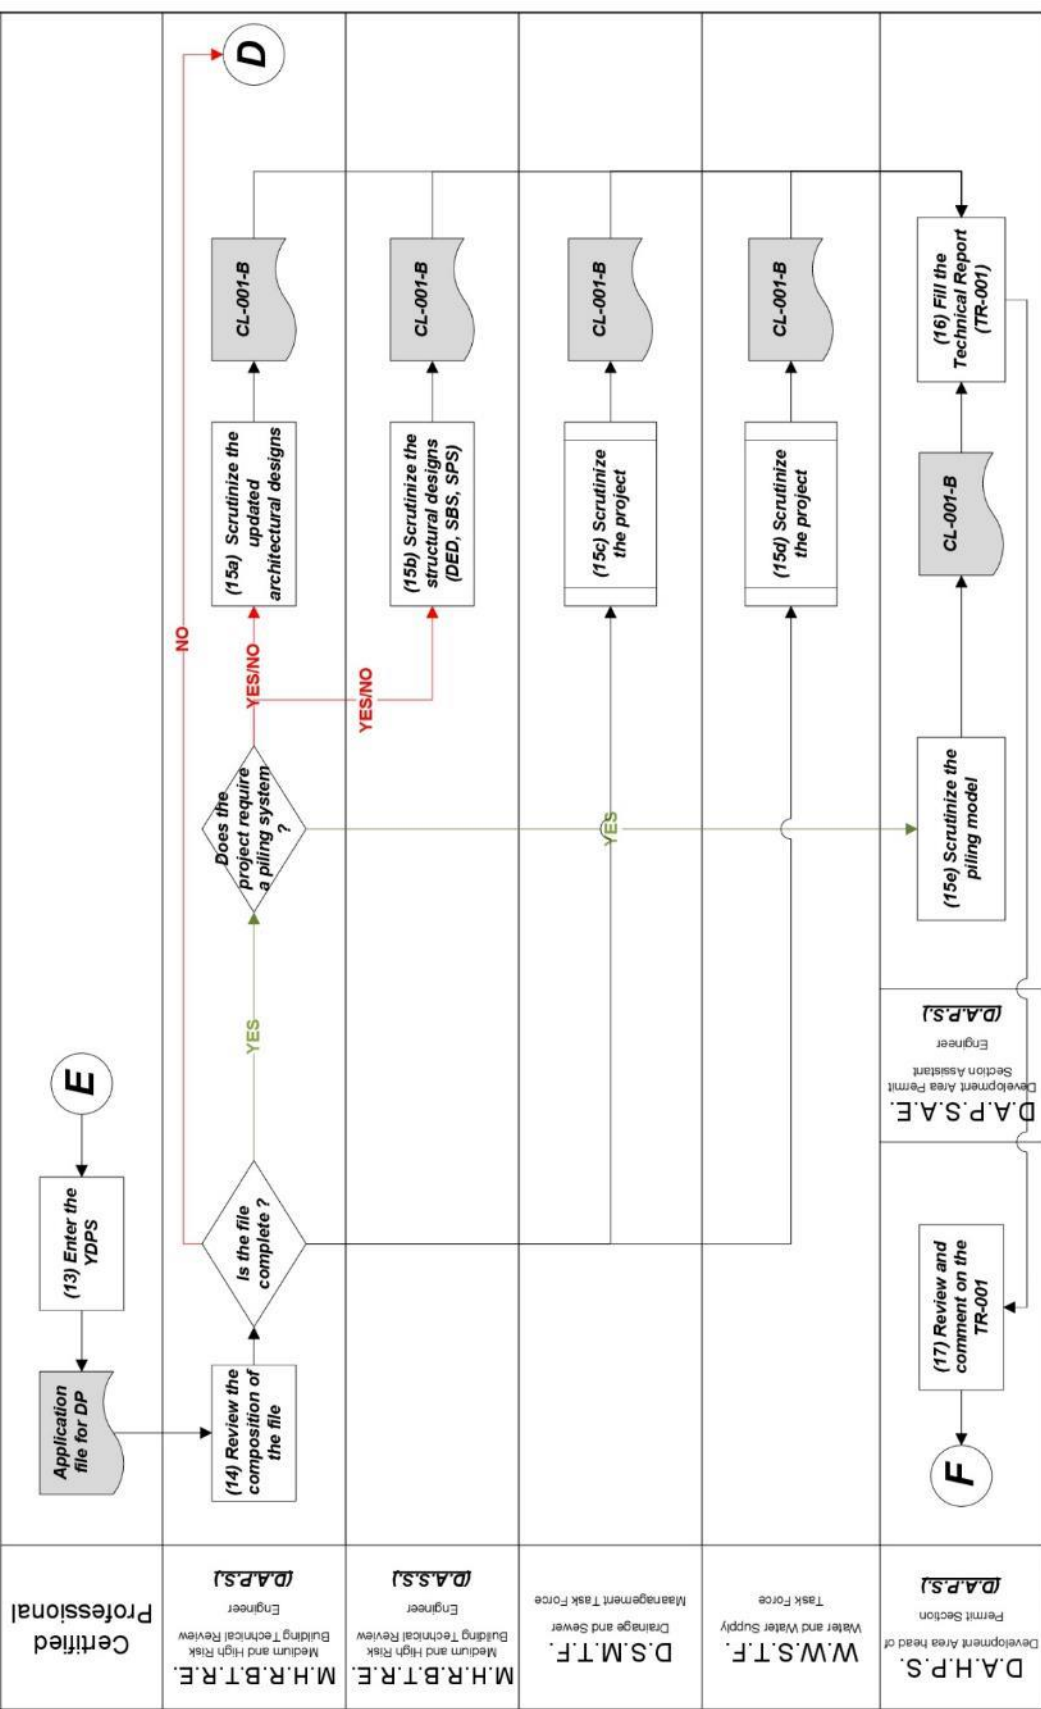 Certified
Professional
E
(13) Enter the
YDPS
Application
file for DP
M.H.R.B.T.R.E.
Medium and High Risk
Building Technical Review
Engineer
(D.A.P.S.)
(14) Review the
composition of
the file
Is the file
complete ?
NO
D
YES
Does the
project require
a piling system
?
YES/NO
(15a) Scrutinize the
updated
architectural designs
CL-001-B
M.H.R.B.T.R.E.
Medium and High Risk
Building Technical Review
Engineer
(D.A.S.S.)
YES/NO
(15b) Scrutinize the
structural designs
(DED, SBS, SPS)
CL-001-B
D.S.M.T.F.
Drainage and Sewer
Maanagement Task Force
YES
(15c) Scrutinize
the project
CL-001-B
W.W.S.T.F.
Water and Water Supply
Task Force
(15d) Scrutinize
the project
CL-001-B
D.A.H.P.S.
Development Area head of
Permit Section
(D.A.P.S.)
F
(17) Review and
comment on the
TR-001
D.A.P.S.A.E.
Development Area Permit
Section Assistant
Engineer
(D.A.P.S.)
(15e) Scrutinize the
piling model
CL-001-B
(16) Fill the
Technical Report
(TR-001)